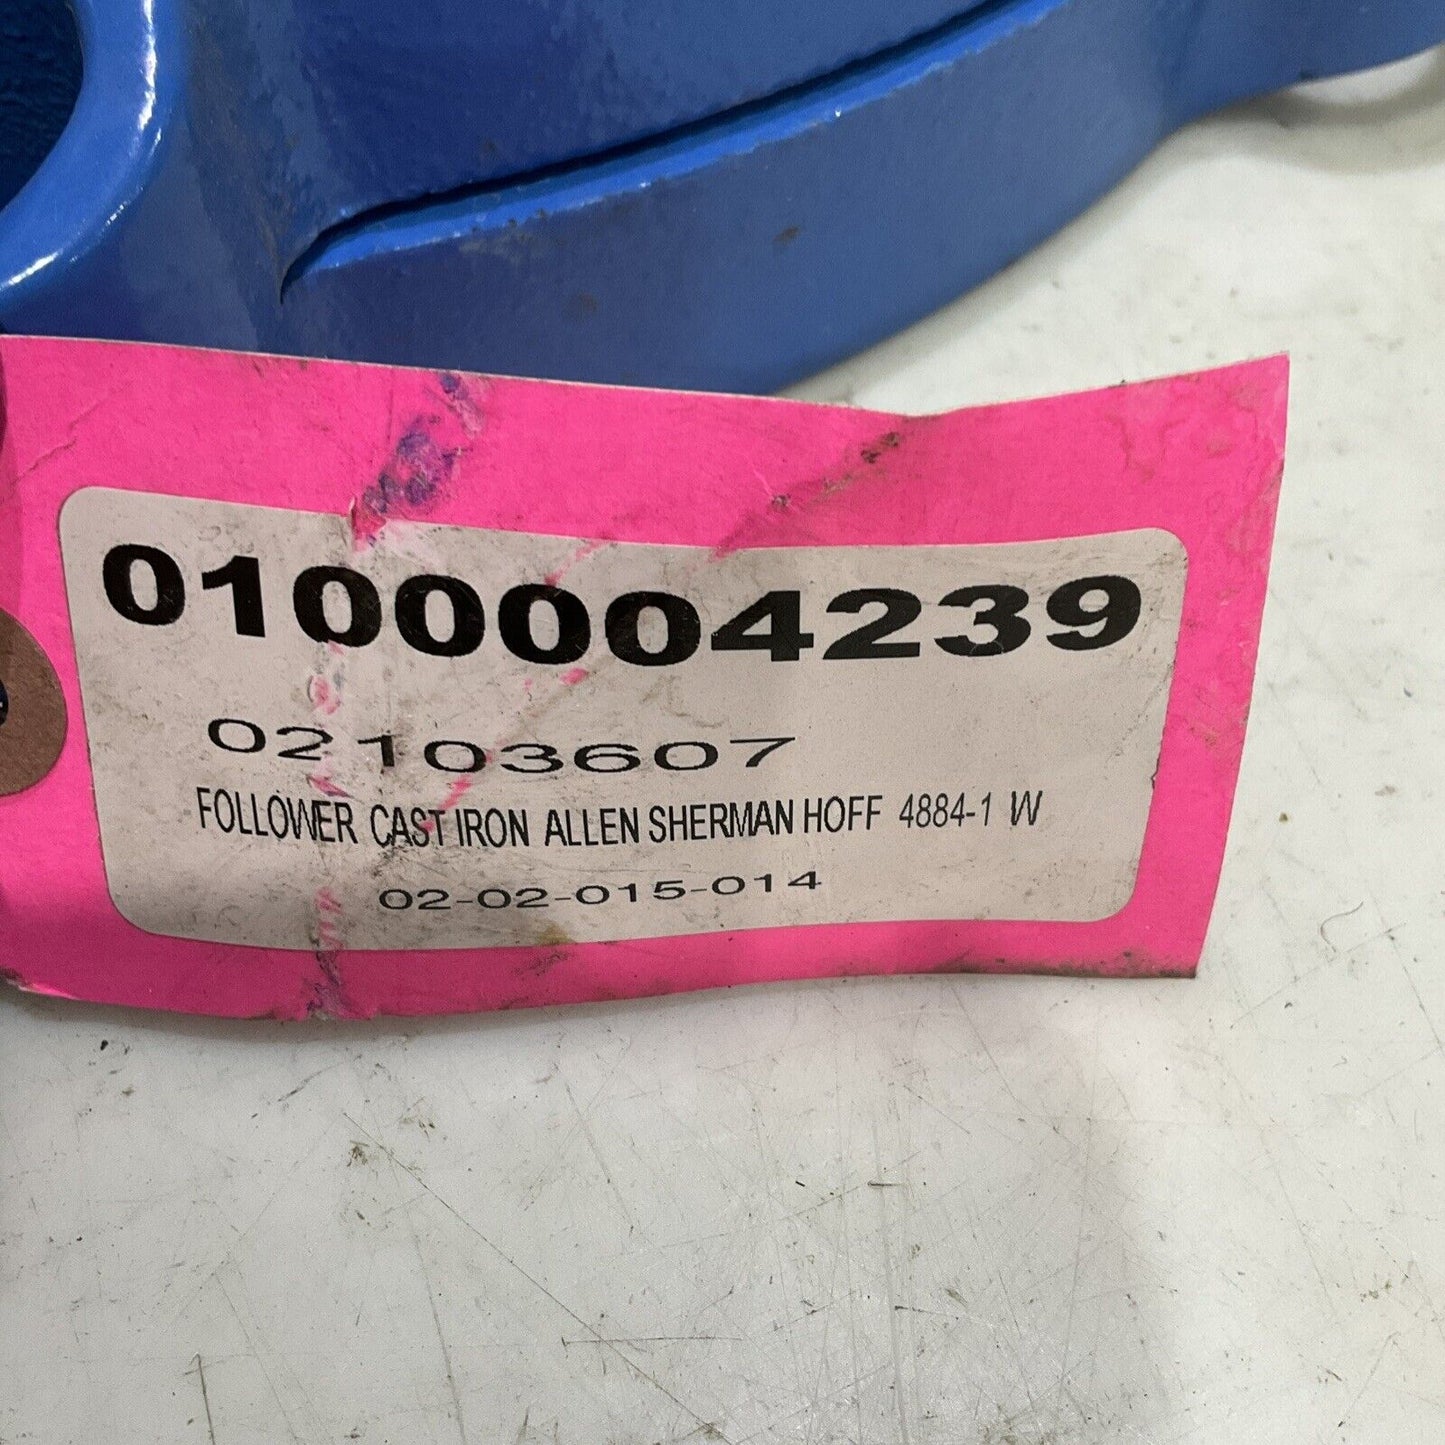 0100004239
02103607
FOLLOWER CAST IRON ALLEN SHERMAN HOFF 4884-1 W
02-02-015-014